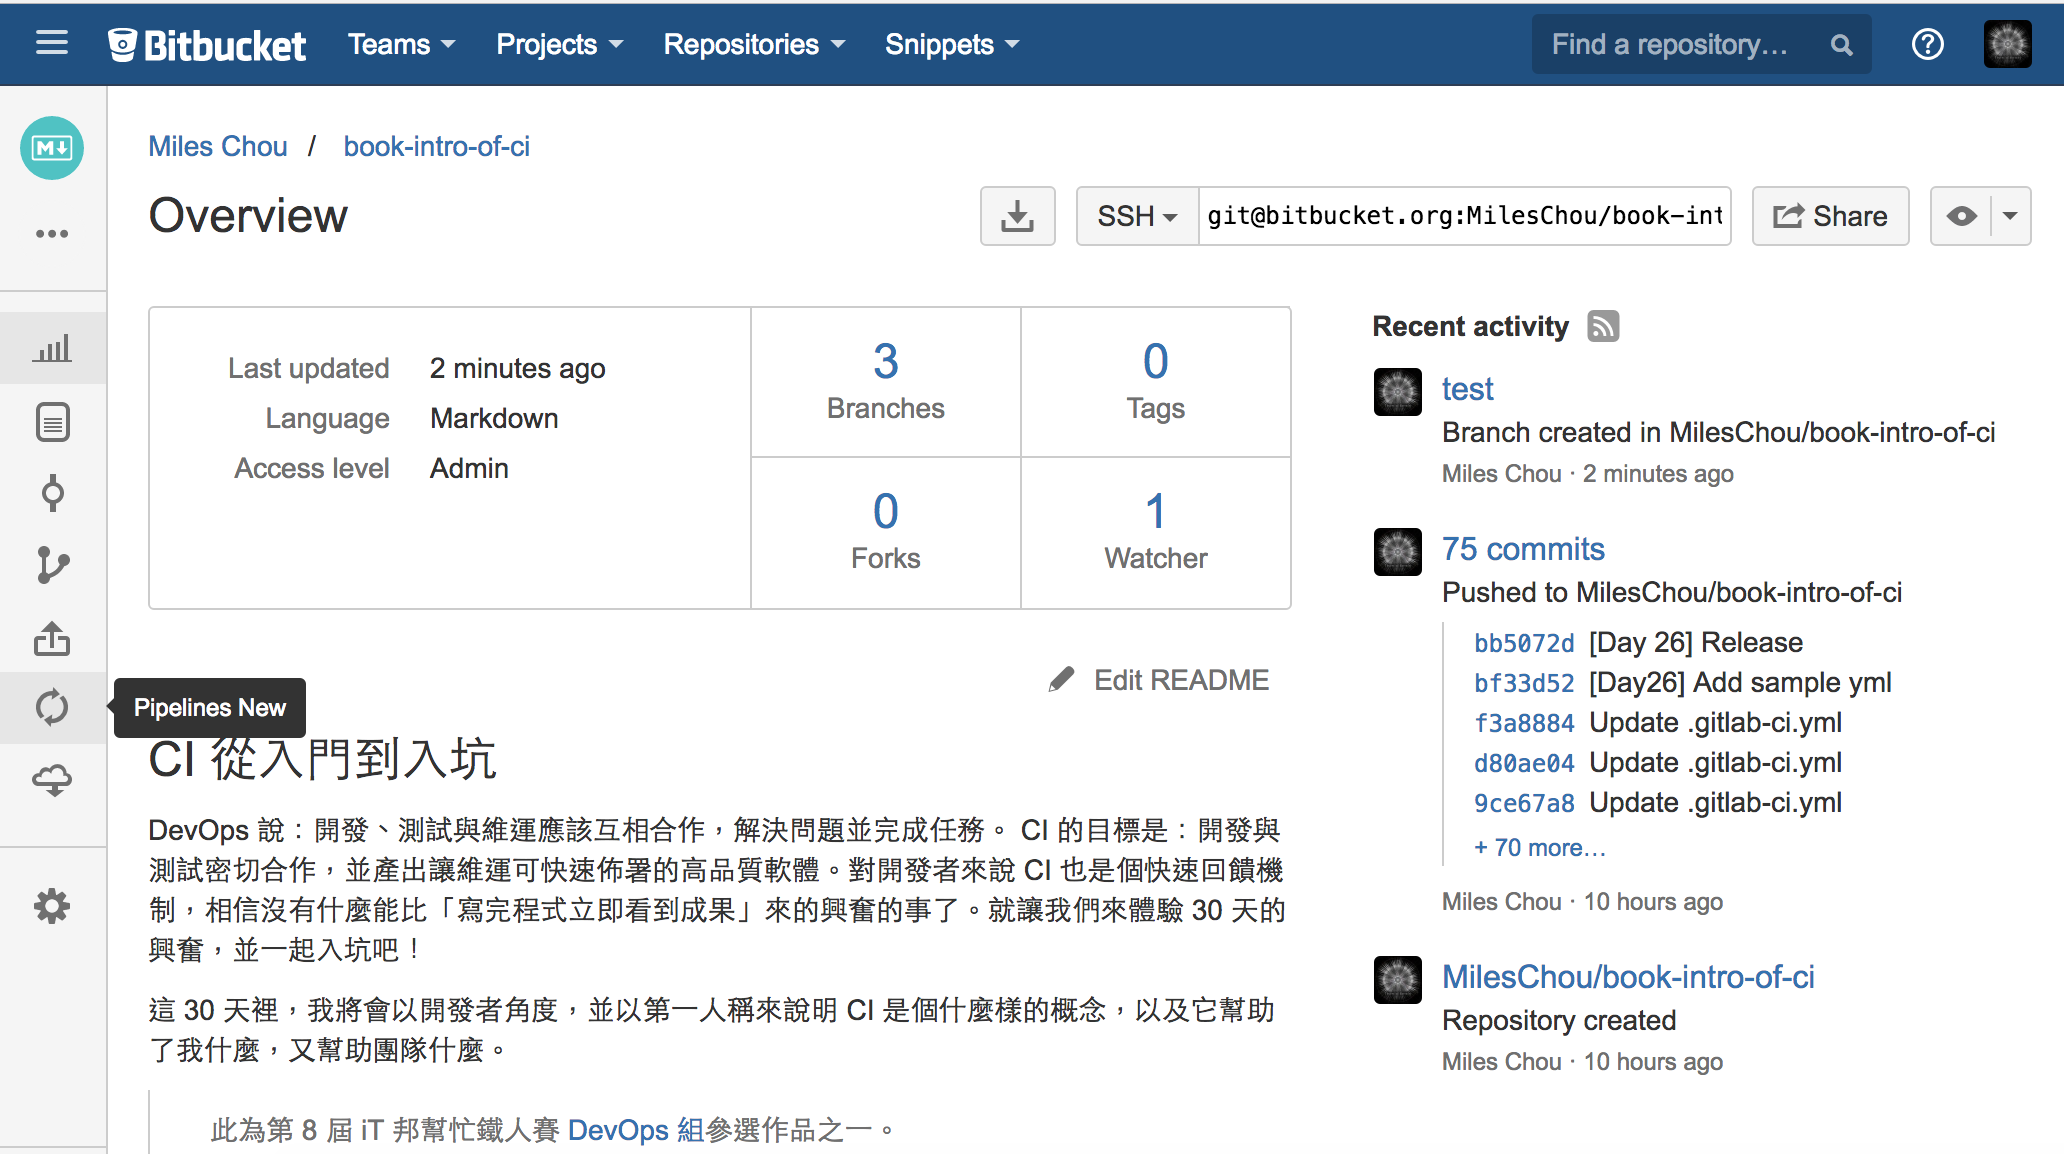 Bitbucket Teams Projects Repositories Snippets Find a repository...
M
Miles Chou / book-intro-of-ci
Overview
SSH git@bitbucket.org:MilesChou/book-int Share
Last updated 2 minutes ago
Language Markdown
Access level Admin
3
Branches
0
Tags
0
Forks
1
Watcher
Edit README
Pipelines New
CI 從入門到入坑
DevOps 說：開發、測試與維運應該互相合作，解決問題並完成任務。 CI 的目標是：開發與
測試密切合作，並產出讓維運可快速佈署的高品質軟體。對開發者來說 CI 也是個快速回饋機
制，相信沒有什麼能比「寫完程式立即看到成果」來的興奮的事了。就讓我們來體驗 30 天的
興奮，並一起入坑吧！
這 30 天裡，我將會以開發者角度，並以第一人稱來說明 CI 是個什麼樣的概念，以及它幫助
了我什麼，又幫助團隊什麼。
此為第 8 屆 iT 邦幫忙鐵人賽 DevOps 組參選作品之一。
Recent activity
test
Branch created in MilesChou/book-intro-of-ci
Miles Chou · 2 minutes ago
75 commits
Pushed to MilesChou/book-intro-of-ci
bb5072d [Day 26] Release
bf33d52 [Day26] Add sample yml
f3a8884 Update .gitlab-ci.yml
d80ae04 Update .gitlab-ci.yml
9ce67a8 Update .gitlab-ci.yml
+ 70 more...
Miles Chou · 10 hours ago
MilesChou/book-intro-of-ci
Repository created
Miles Chou · 10 hours ago